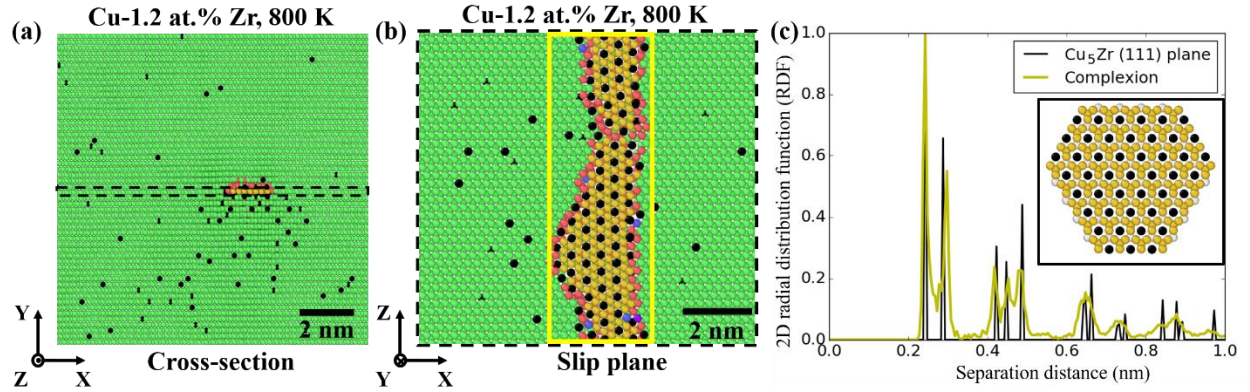 Cu-1.2 at.% Zr, 800 K
(a)
2 nm
Y
Z
X
Cross-section
Cu-1.2 at.% Zr, 800 K
(b)
2 nm
Z
Y
X
Slip plane
(c)
2D radial distribution function (RDF)
1.0
0.8
0.6
0.4
0.2
0.0
0.0 0.2 0.4 0.6 0.8 1.0
Separation distance (nm)
Cu₅Zr (111) plane
Complexion